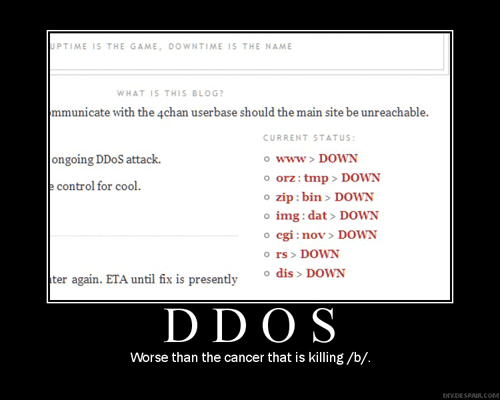 UPTIME IS THE GAME, DOWNTIME IS THE NAME
WHAT IS THIS BLOG?
mmunicate with the 4chan userbase should the main site be unreachable.
CURRENT STATUS:
ongoing DDoS attack.
www > DOWN
orz : tmp > DOWN
e control for cool.
zip : bin > DOWN
img : dat > DOWN
cgi : nov > DOWN
rs > DOWN
ter again. ETA until fix is presently
dis > DOWN
DDOS
Worse than the cancer that is killing /b/.
DIY.DESPAIR.COM